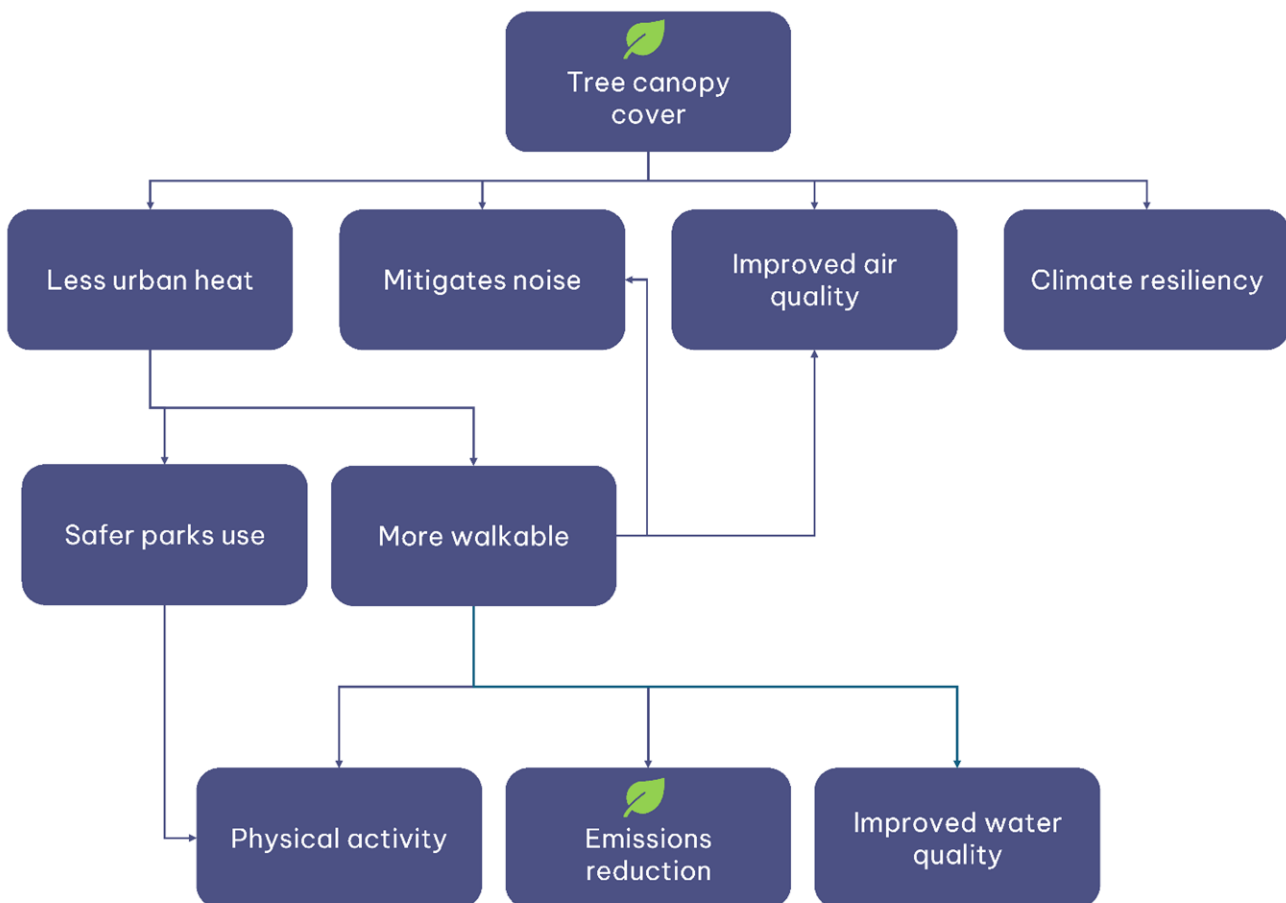 Tree canopy
cover
Less urban heat
Mitigates noise
Improved air
quality
Climate resiliency
Safer parks use
More walkable
Physical activity
Emissions
reduction
Improved water
quality